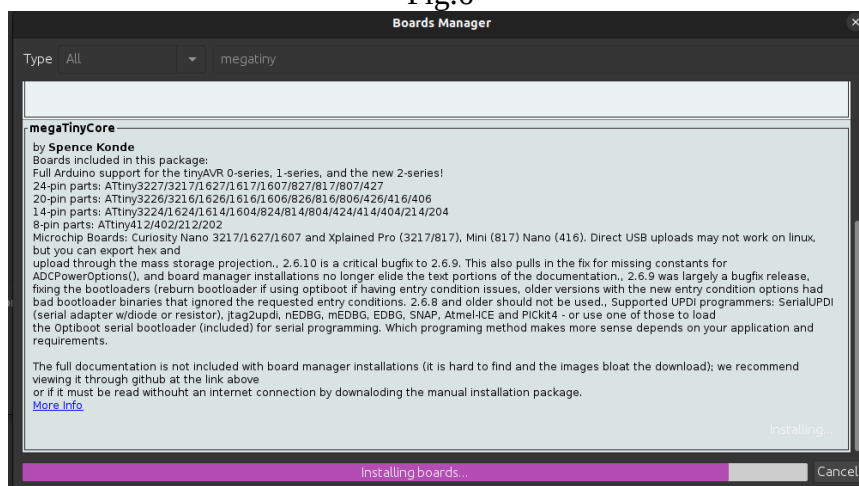 Fig.6
Boards Manager
Type All megatiny
megaTinyCore
by Spence Konde
Boards included in this package:
Full Arduino support for the tinyAVR 0-series, 1-series, and the new 2-series!
24-pin parts: ATtiny3227/3217/1627/1617/1607/827/817/807/427
20-pin parts: ATtiny3226/3216/1626/1616/1606/826/816/806/426/416/406
14-pin parts: ATtiny3224/1624/1614/1604/824/814/804/424/414/404/214/204
8-pin parts: ATtiny412/402/212/202
Microchip Boards: Curiosity Nano 3217/1627/1607 and Xplained Pro (3217/817), Mini (817) Nano (416). Direct USB uploads may not work on linux,
but you can export hex and
upload through the mass storage projection., 2.6.10 is a critical bugfix to 2.6.9. This also pulls in the fix for missing constants for
ADCPowerOptions(), and board manager installations no longer elide the text portions of the documentation., 2.6.9 was largely a bugfix release,
fixing the bootloaders (reburn bootloader if using optiboot if having entry condition issues, older versions with the new entry condition options had
bad bootloader binaries that ignored the requested entry conditions. 2.6.8 and older should not be used., Supported UPDI programmers: SerialUPDI
(serial adapter w/diode or resistor), jtag2updi, nEDBG, mEDBG, EDBG, SNAP, Atmel-ICE and PICkit4 - or use one of those to load
the Optiboot serial bootloader (included) for serial programming. Which programing method makes more sense depends on your application and
requirements.
The full documentation is not included with board manager installations (it is hard to find and the images bloat the download); we recommend
viewing it through github at the link above
or if it must be read withouht an internet connection by downloading the manual installation package.
More Info
Installing...
Installing boards...
Cancel